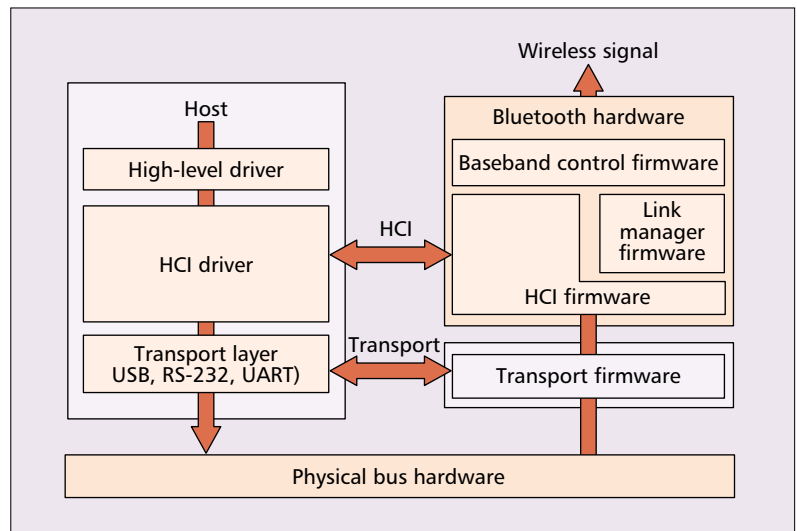 Wireless signal
Host
High-level driver
HCI driver
Transport layer
USB, RS-232, UART)
HCI
Transport
Bluetooth hardware
Baseband control firmware
Link
manager
firmware
HCI firmware
Transport firmware
Physical bus hardware